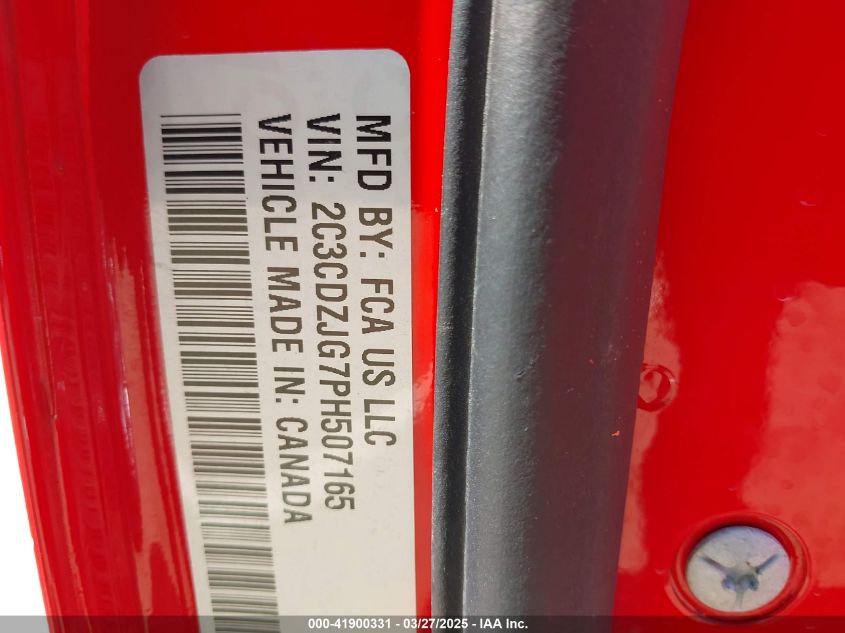 MFD BY: FCA US LLC
VIN: 2C3CDZJG7PH507165
VEHICLE MADE IN: CANADA
000-41900331 — 03/27/2025 — IAA Inc.